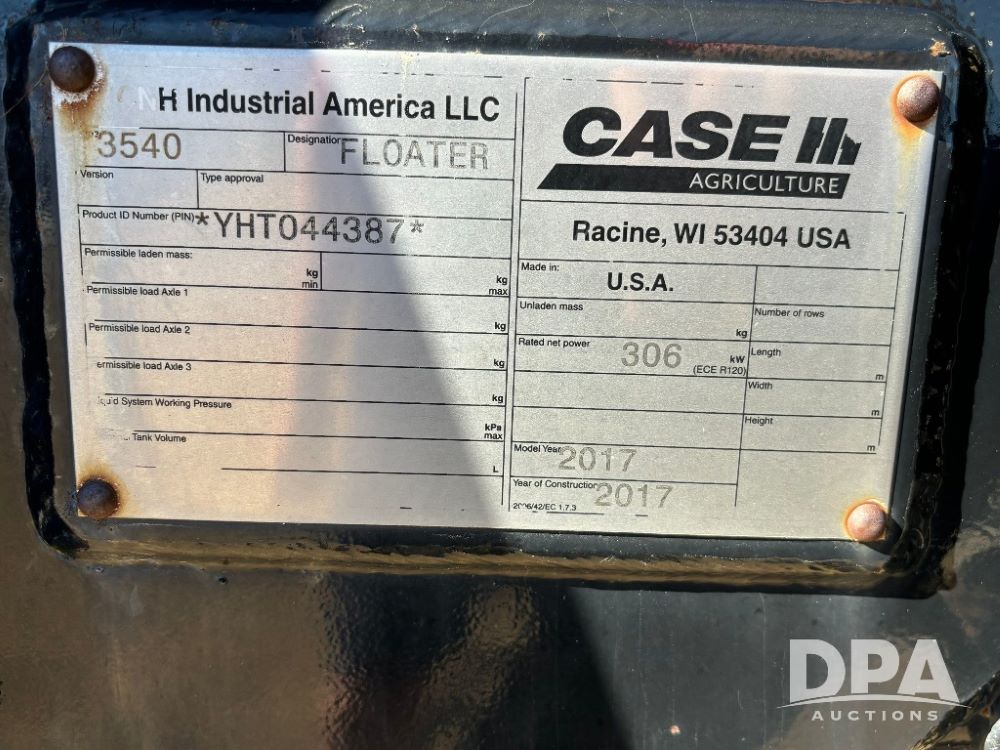 H Industrial America LLC
3540
Designation FLOATER
Version
Type approval
Product ID Number (PIN) *YHT044387*
Permissible laden mass:
kg min
kg max
Permissible load Axle 1
kg
Permissible load Axle 2
kg
ermissible load Axle 3
kg
System Working Pressure
kPa max
Tank Volume
L
CASE IH
AGRICULTURE
Racine, WI 53404 USA
Made in: U.S.A.
Unladen mass
kg
Number of rows
Rated net power 306 kW (ECE R120)
Length
m
Width
m
Height
m
Model Year 2017
Year of Construction 2017
2006/42/EC 1.7.3
DPA
AUCTIONS